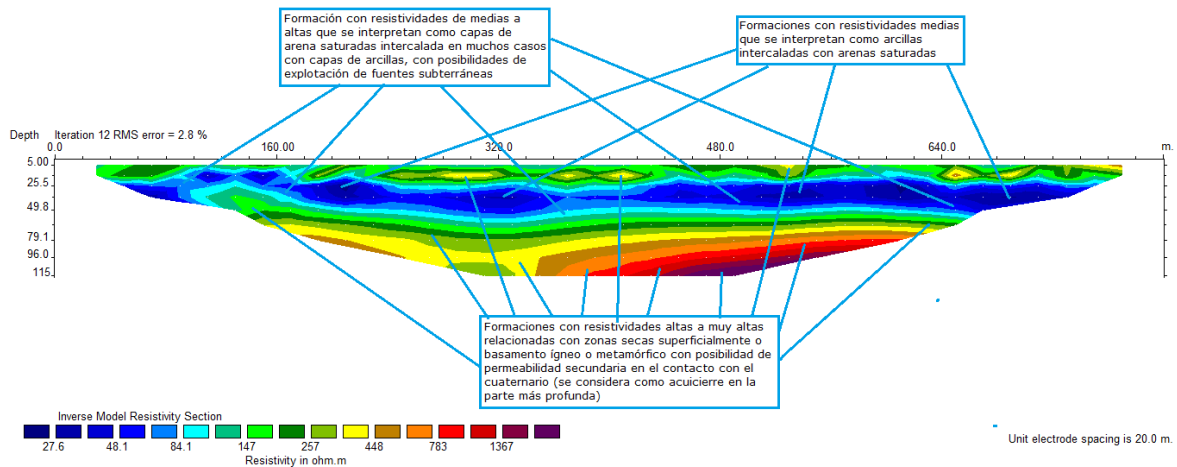 Formación con resistividades de medias a
altas que se interpretan como capas de
arena saturadas intercalada en muchos casos
con capas de arcillas, con posibilidades de
explotación de fuentes subterráneas
Formaciones con resistividades medias
que se interpretan como arcillas
intercaladas con arenas saturadas
Depth Iteration 12 RMS error = 2.8 %
0.0 160.00 320.0 480.0 640.0 m.
5.00
25.5
49.8
79.1
96.0
115
Formaciones con resistividades altas a muy altas
relacionadas con zonas secas superficialmente o
basamento ígneo o metamórfico con posibilidad de
permeabilidad secundaria en el contacto con el
cuaternario (se considera como acuicierre en la
parte más profunda)
Inverse Model Resistivity Section
27.6 48.1 84.1 147 257 448 783 1367
Resistivity in ohm.m
Unit electrode spacing is 20.0 m.